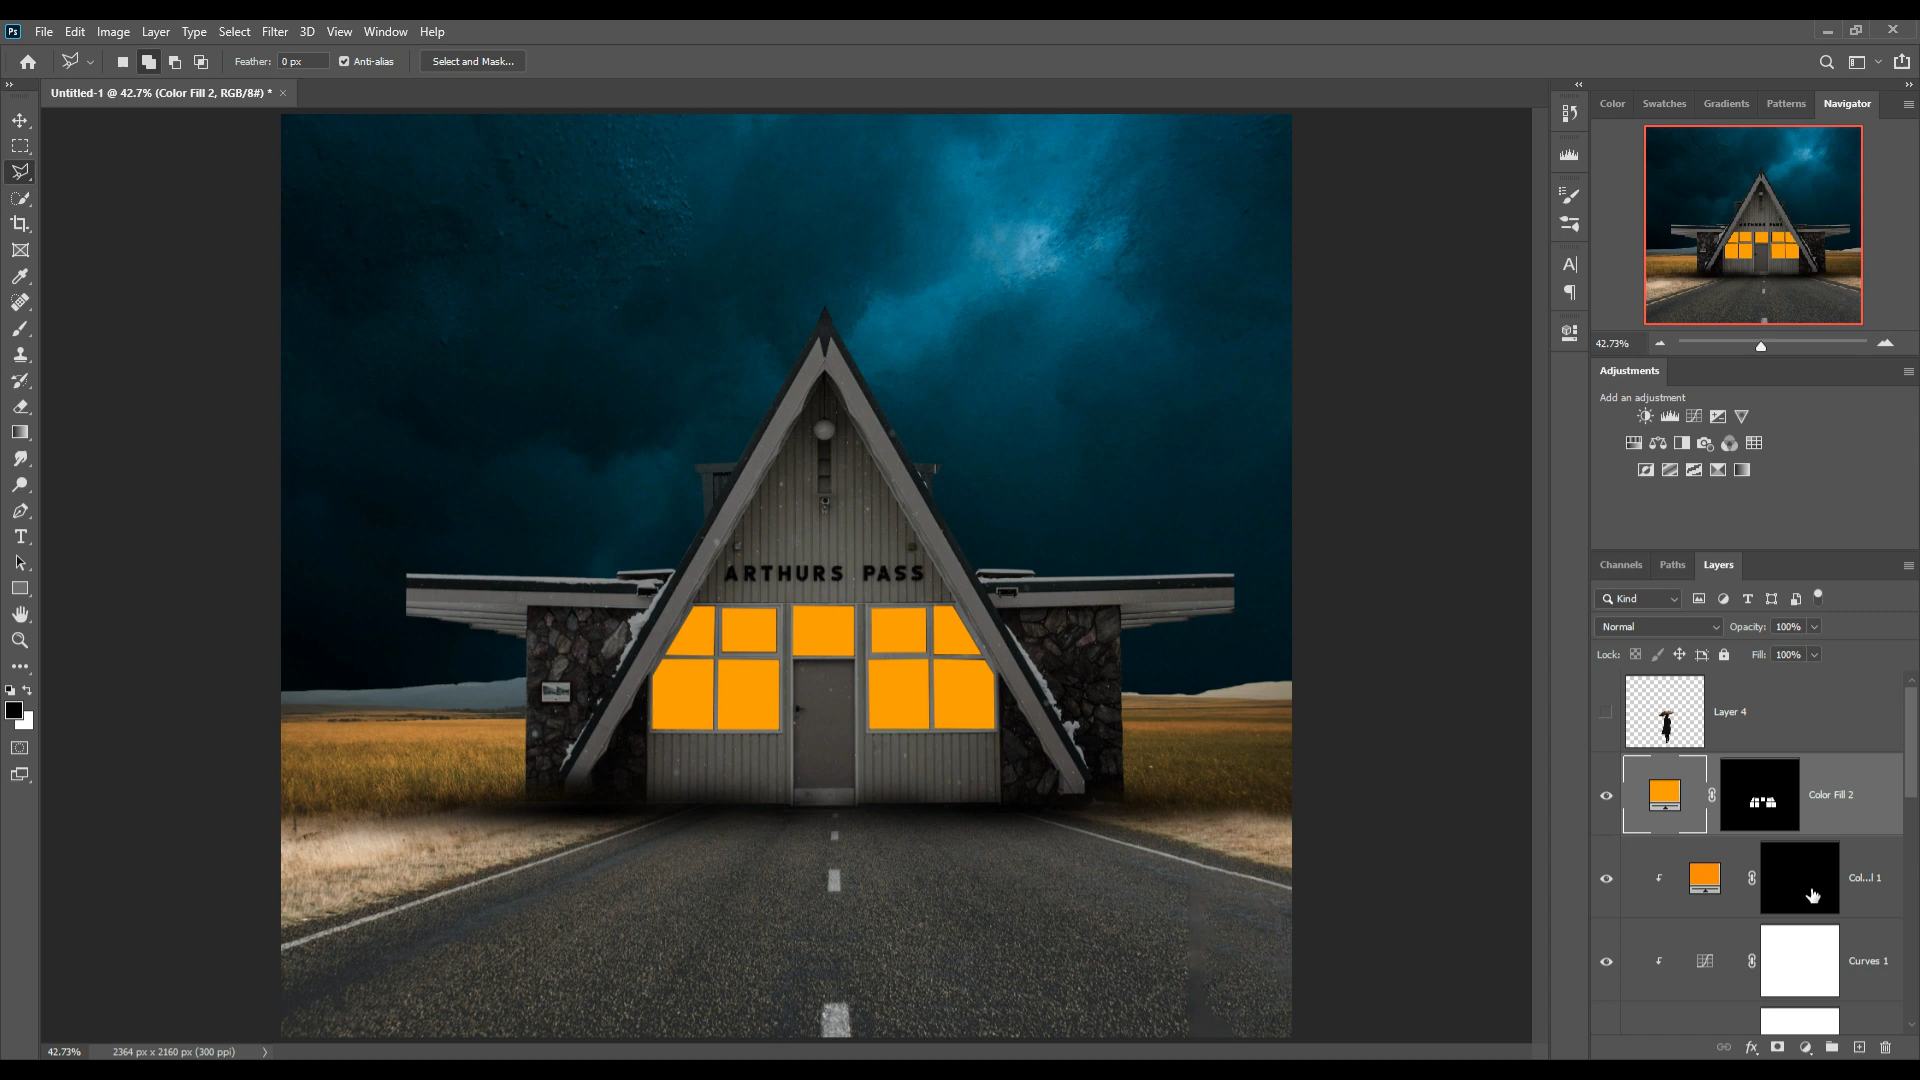 Ps File Edit Image Layer Type Select Filter 3D View Window Help
Feather: 0 px Anti-alias Select and Mask...
Untitled-1 @ 42.7% (Color Fill 2, RGB/8#) * ×
Color Swatches Gradients Patterns Navigator
42.73%
Adjustments
Add an adjustment
ARTHURS PASS
Channels Paths Layers
Kind
Normal Opacity: 100%
Lock: Fill: 100%
Layer 4
Color Fill 2
Col...l 1
Curves 1
42.73% 2364 px x 2160 px (300 ppi)